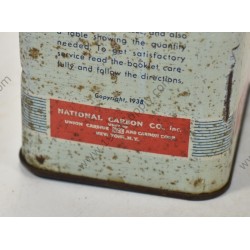 a table showing the quantity
needed. To get satisfactory
service read the booklet care-
fully and follow the directions.
Copyright, 1938
NATIONAL CARBON CO., Inc.
UNION CARBIDE AND CARBON CORP.
NEW YORK, N.Y.